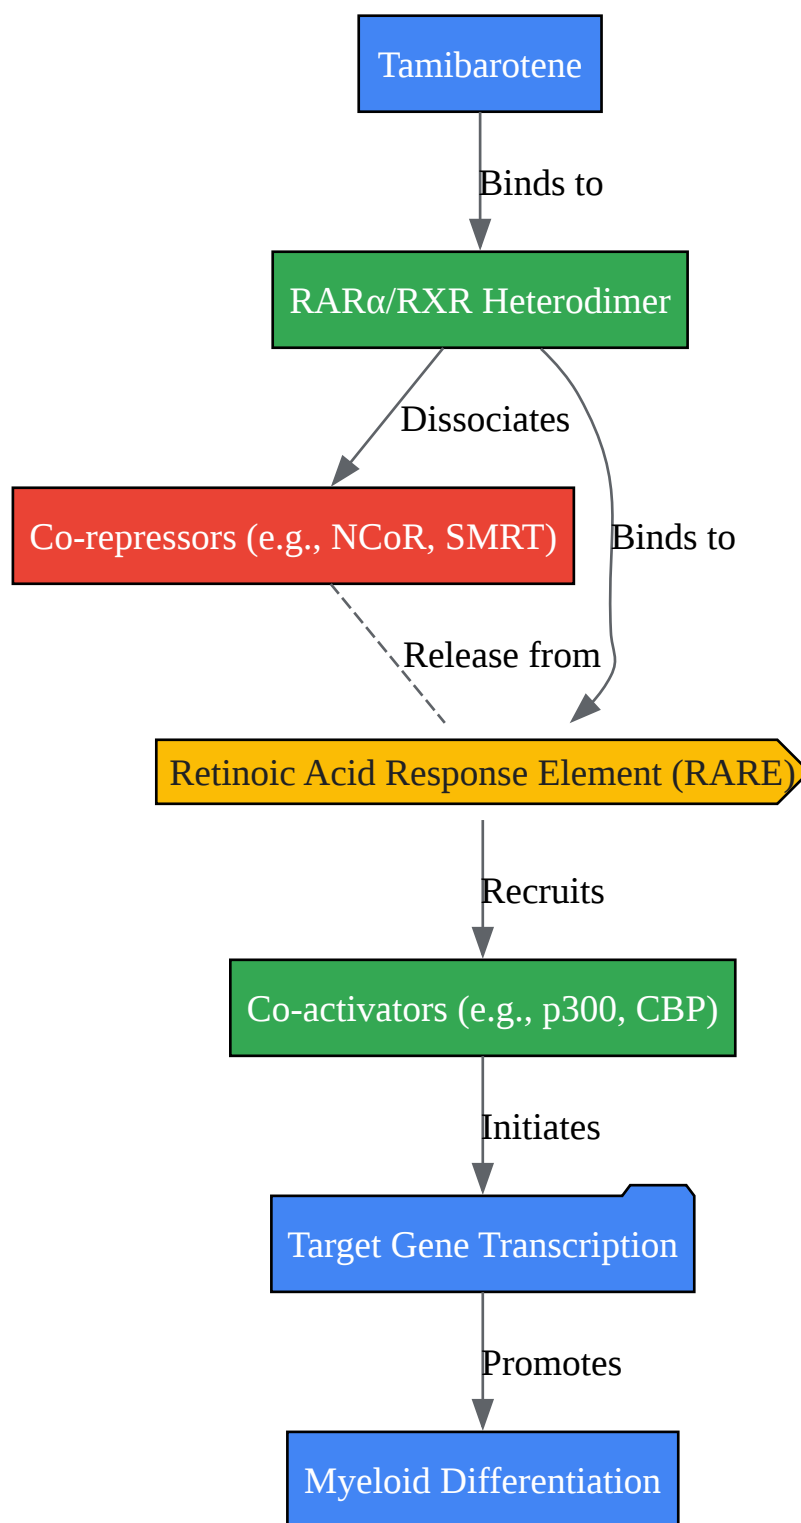 Tamibarotene
Binds to
RARα/RXR Heterodimer
Dissociates
Co-repressors (e.g., NCoR, SMRT)
Binds to
Release from
Retinoic Acid Response Element (RARE)
Recruits
Co-activators (e.g., p300, CBP)
Initiates
Target Gene Transcription
Promotes
Myeloid Differentiation